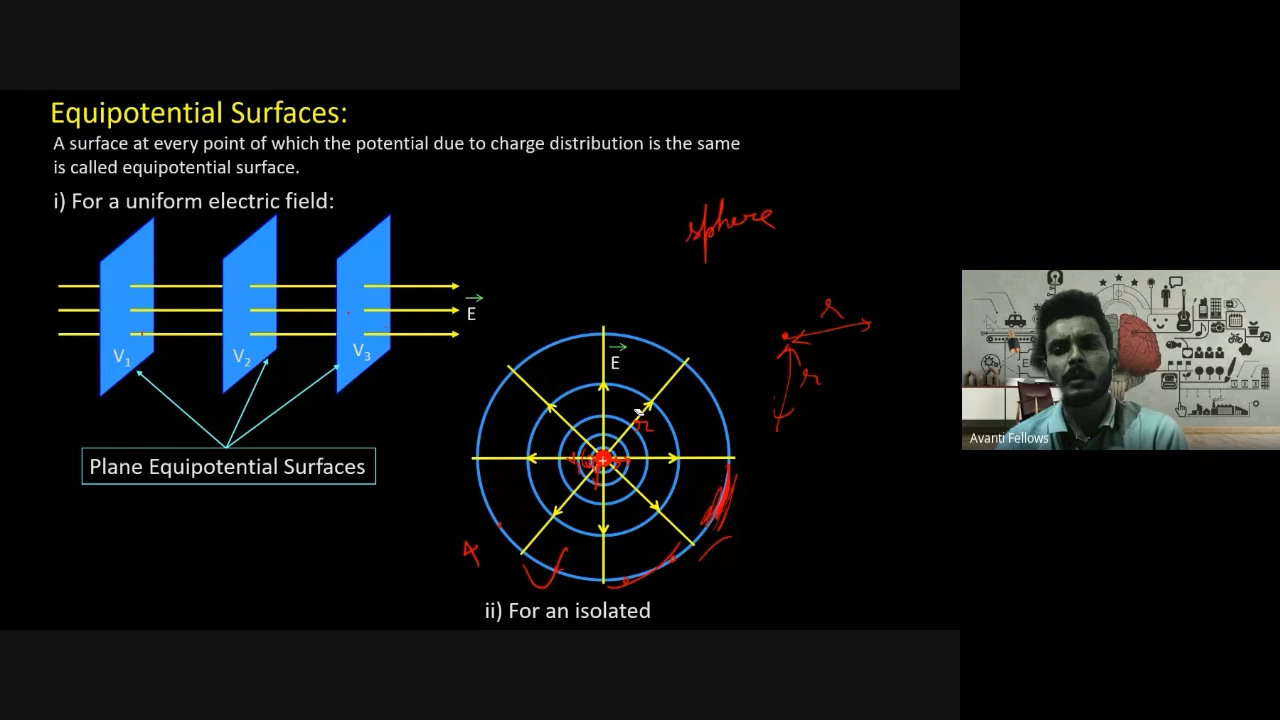 Equipotential Surfaces:
A surface at every point of which the potential due to charge distribution is the same
is called equipotential surface.
i) For a uniform electric field:
sphere
E
V1
V2
V3
E
r
r
r
Plane Equipotential Surfaces
ii) For an isolated
Avanti Fellows